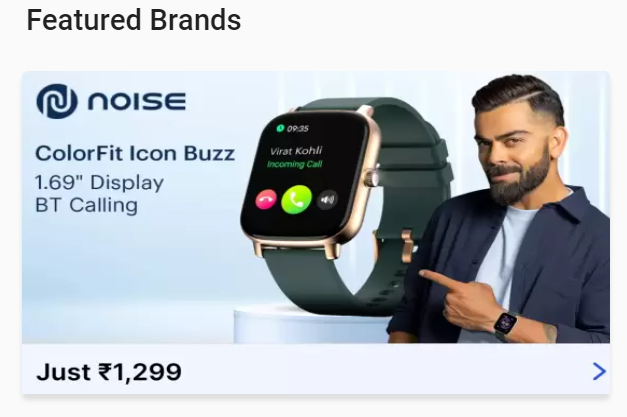 Featured Brands
NOISE
ColorFit Icon Buzz
1.69" Display
BT Calling
09:35
Virat Kohli
Incoming Call
Just ₹1,299